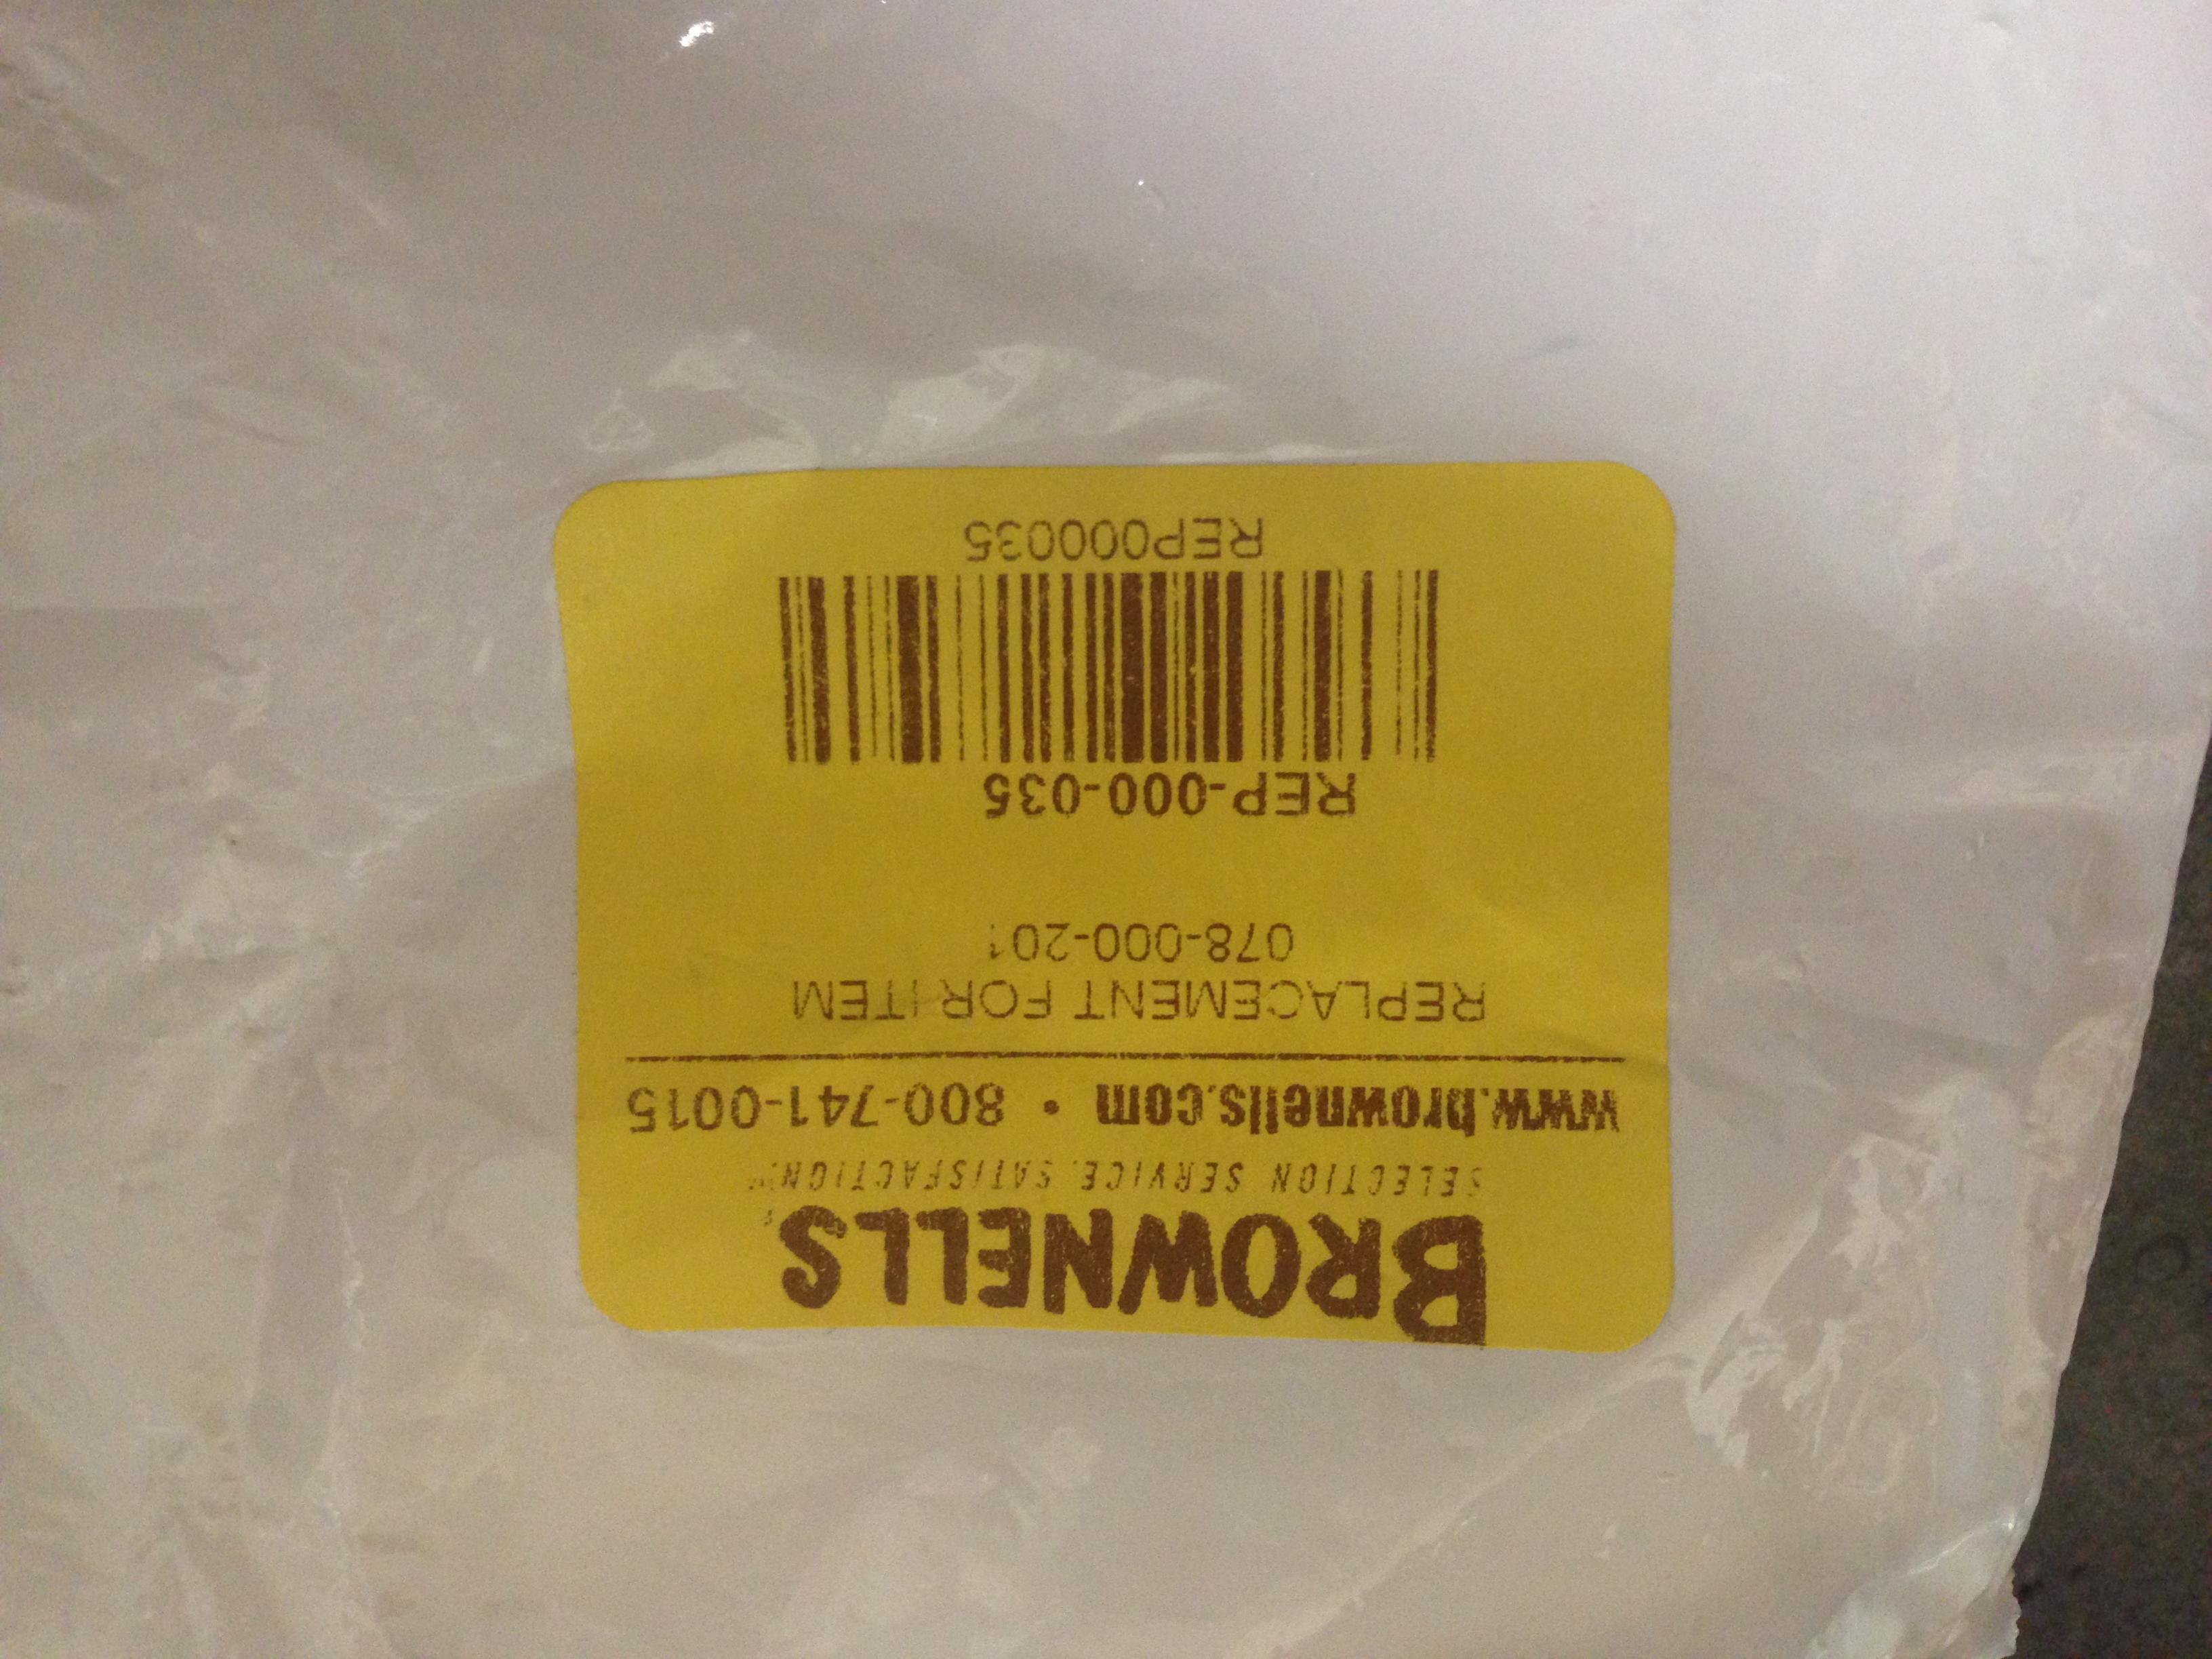 BROWNELLS
SELECTION. SERVICE. SATISFACTION.
www.brownells.com • 800-741-0015
REPLACEMENT FOR ITEM
078-000-201
REP-000-035
REP000035